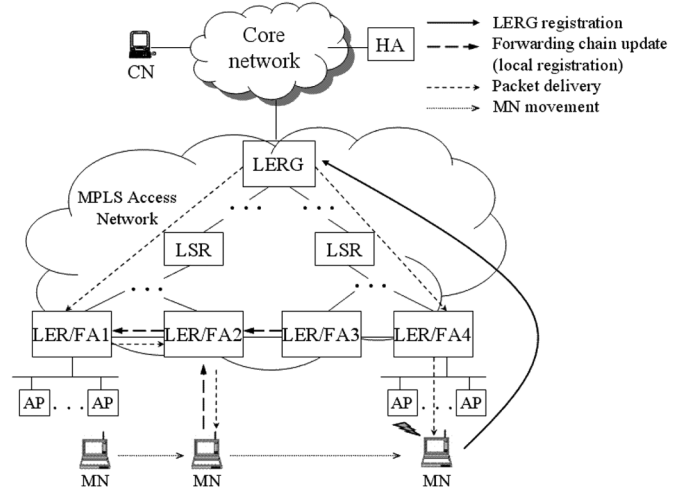 Core
network
HA
CN
LERG registration
Forwarding chain update
(local registration)
Packet delivery
MN movement
LERG
MPLS Access
Network
. . .
. . .
LSR
LSR
. . .
. . .
LER/FA1
LER/FA2
LER/FA3
LER/FA4
AP . . . AP
AP . . . AP
MN
MN
MN